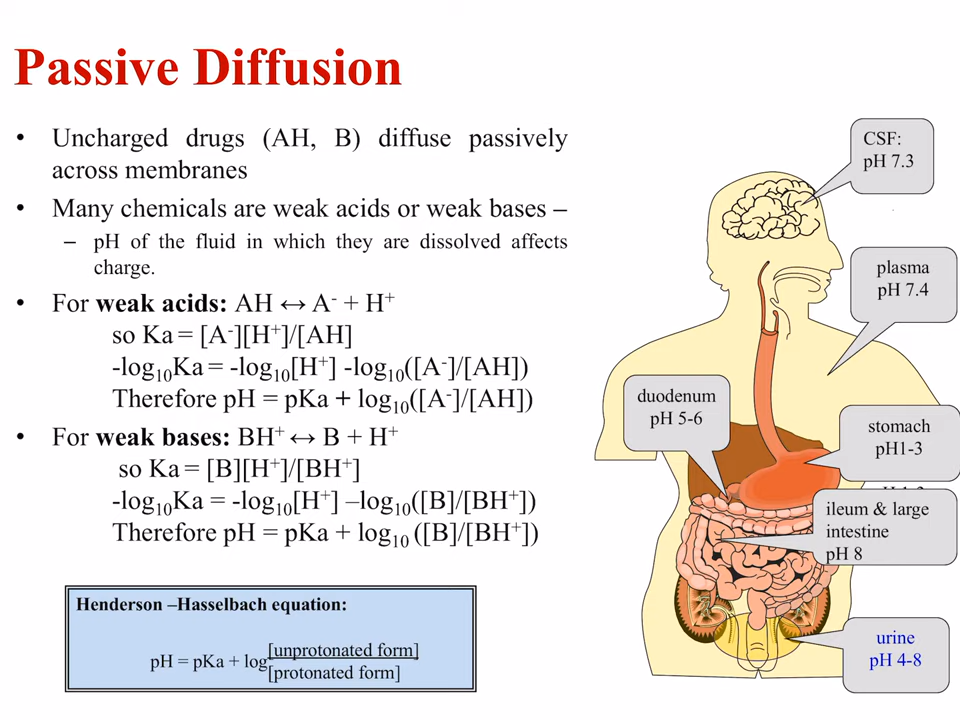 Passive Diffusion
• Uncharged drugs (AH, B) diffuse passively
across membranes
• Many chemicals are weak acids or weak bases –
– pH of the fluid in which they are dissolved affects
charge.
• For weak acids: AH ↔ A⁻ + H⁺
so Ka = [A⁻][H⁺]/[AH]
-log₁₀Ka = -log₁₀[H⁺] -log₁₀([A⁻]/[AH])
Therefore pH = pKa + log₁₀([A⁻]/[AH])
• For weak bases: BH⁺ ↔ B + H⁺
so Ka = [B][H⁺]/[BH⁺]
-log₁₀Ka = -log₁₀[H⁺] –log₁₀([B]/[BH⁺])
Therefore pH = pKa + log₁₀ ([B]/[BH⁺])
Henderson –Hasselbach equation:
pH = pKa + log [unprotonated form]
[protonated form]
CSF:
pH 7.3
plasma
pH 7.4
duodenum
pH 5-6
stomach
pH1-3
ileum & large
intestine
pH 8
urine
pH 4-8